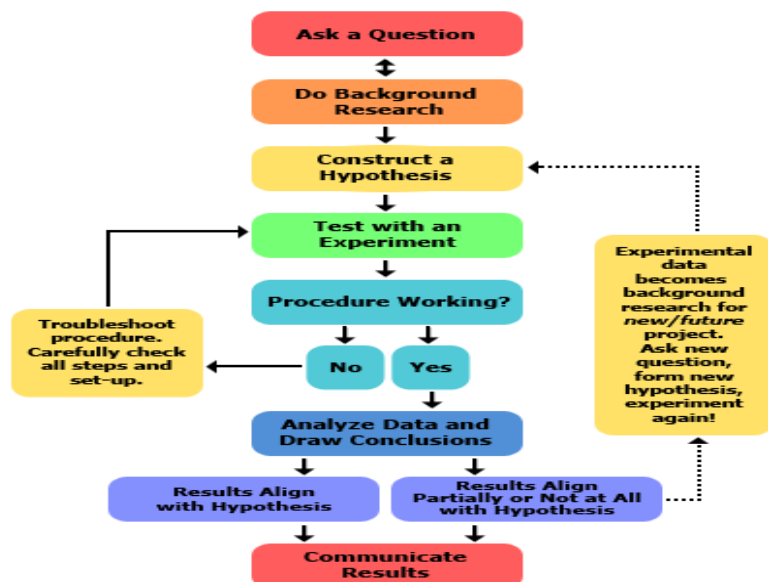 Ask a Question
Do Background
Research
Construct a
Hypothesis
Test with an
Experiment
Procedure Working?
No
Yes
Troubleshoot
procedure.
Carefully check
all steps and
set-up.
Experimental
data
becomes
background
research for
new/future
project.
Ask new
question,
form new
hypothesis,
experiment
again!
Analyze Data and
Draw Conclusions
Results Align
with Hypothesis
Results Align
Partially or Not at All
with Hypothesis
Communicate
Results